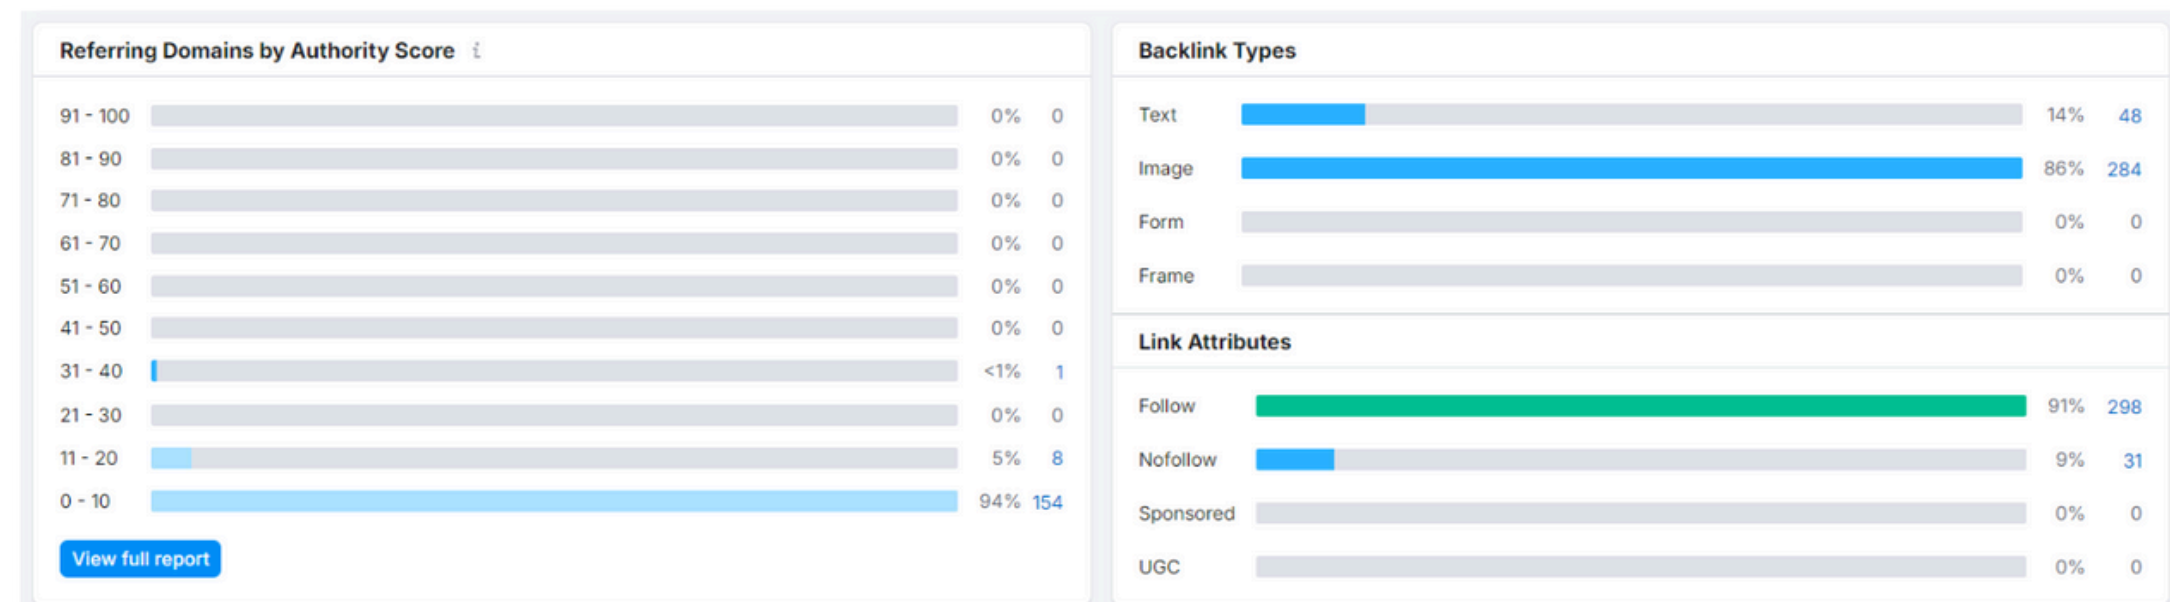 Referring Domains by Authority Score i
91 - 100 0% 0
81 - 90 0% 0
71 - 80 0% 0
61 - 70 0% 0
51 - 60 0% 0
41 - 50 0% 0
31 - 40 <1% 1
21 - 30 0% 0
11 - 20 5% 8
0 - 10 94% 154
View full report
Backlink Types
Text 14% 48
Image 86% 284
Form 0% 0
Frame 0% 0
Link Attributes
Follow 91% 298
Nofollow 9% 31
Sponsored 0% 0
UGC 0% 0